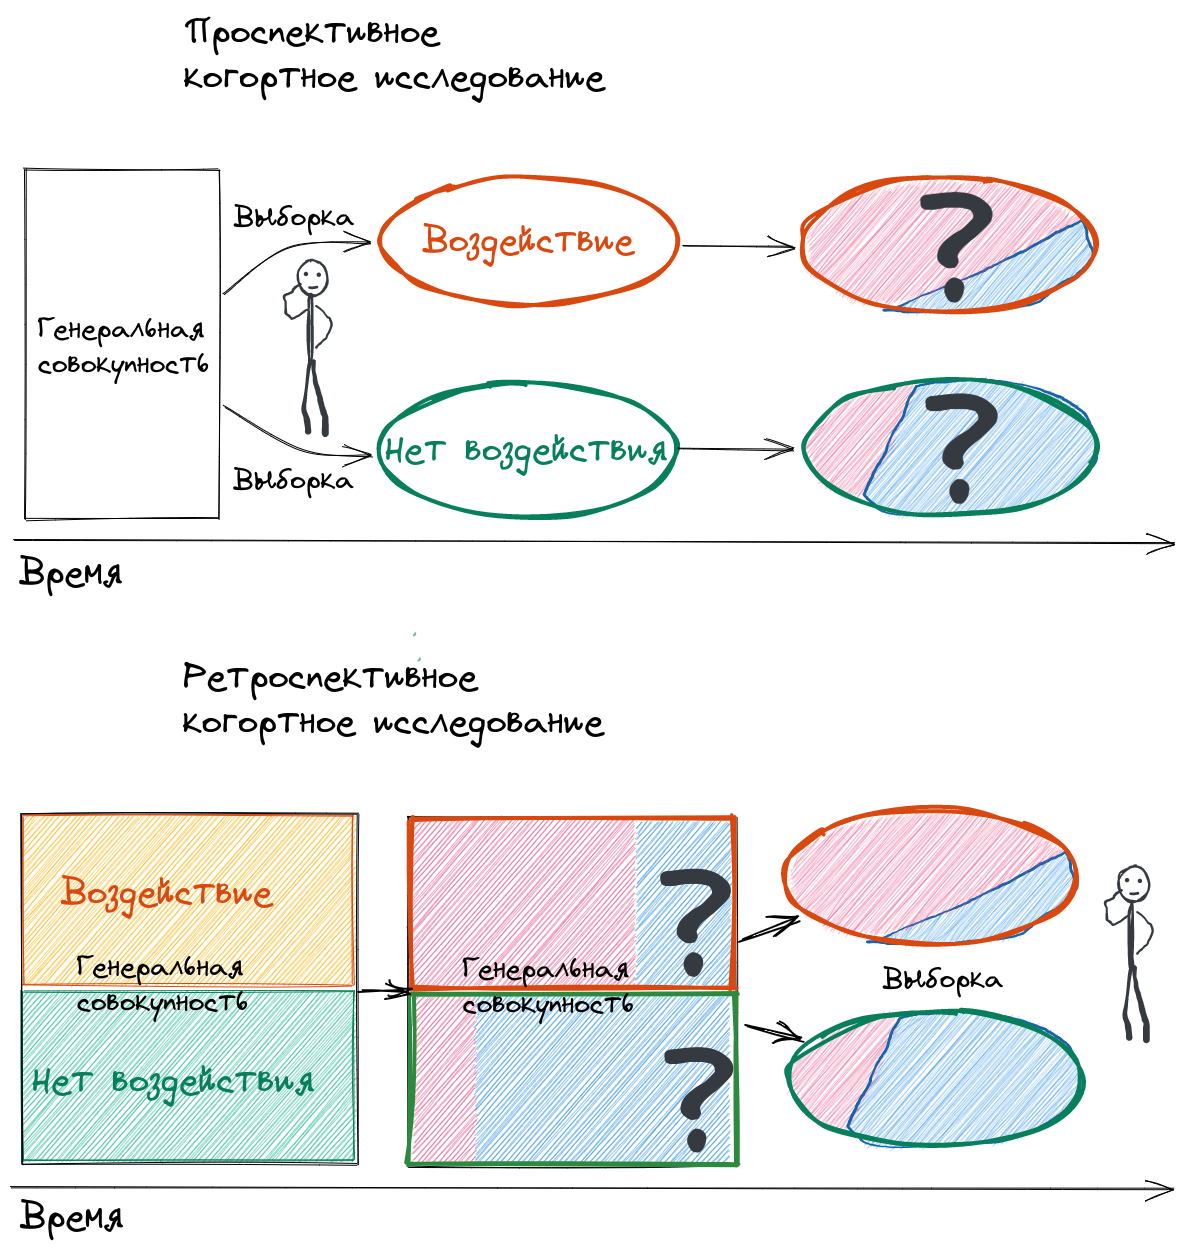 Проспективное
когортное исследование
Выборка
Воздействие
?
Генеральная
совокупность
Нет воздействия
?
Выборка
Время
Ретроспективное
когортное исследование
Воздействие
?
Генеральная
совокупность
Генеральная
совокупность
Выборка
Нет воздействия
?
Время